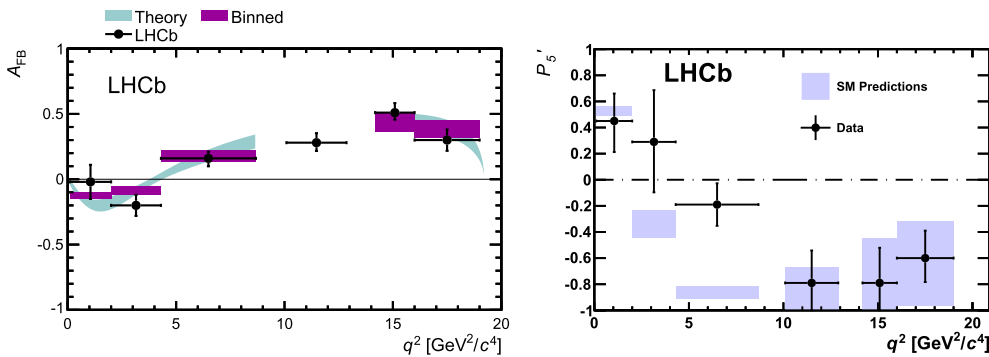 Theory Binned
LHCb
A_FB
LHCb
1
0.5
0
-0.5
-1
0 5 10 15 20
q² [GeV²/c⁴]
P₅′
LHCb
SM Predictions
Data
1
0.8
0.6
0.4
0.2
0
-0.2
-0.4
-0.6
-0.8
-1
0 5 10 15 20
q² [GeV²/c⁴]